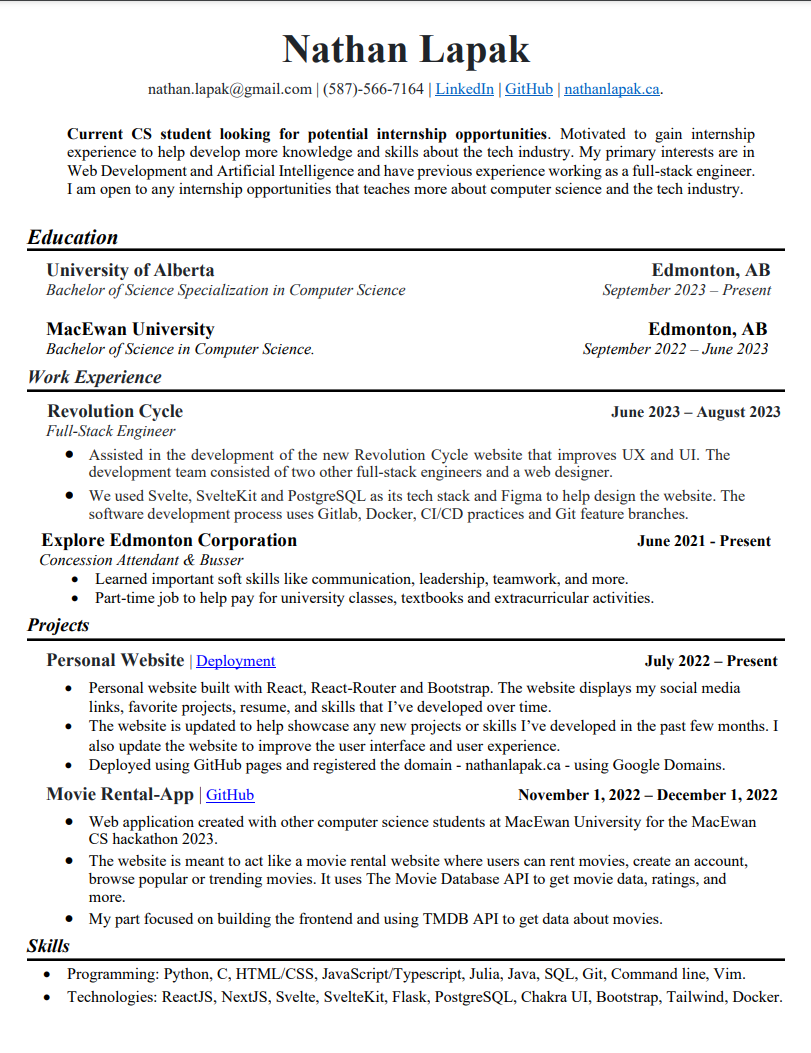 Nathan Lapak
nathan.lapak@gmail.com | (587)-566-7164 | LinkedIn | GitHub | nathanlapak.ca.
Current CS student looking for potential internship opportunities. Motivated to gain internship
experience to help develop more knowledge and skills about the tech industry. My primary interests are in
Web Development and Artificial Intelligence and have previous experience working as a full-stack engineer.
I am open to any internship opportunities that teaches more about computer science and the tech industry.
Education
University of Alberta Edmonton, AB
Bachelor of Science Specialization in Computer Science September 2023 – Present
MacEwan University Edmonton, AB
Bachelor of Science in Computer Science. September 2022 – June 2023
Work Experience
Revolution Cycle June 2023 – August 2023
Full-Stack Engineer
● Assisted in the development of the new Revolution Cycle website that improves UX and UI. The
development team consisted of two other full-stack engineers and a web designer.
● We used Svelte, SvelteKit and PostgreSQL as its tech stack and Figma to help design the website. The
software development process uses Gitlab, Docker, CI/CD practices and Git feature branches.
Explore Edmonton Corporation June 2021 - Present
Concession Attendant & Busser
• Learned important soft skills like communication, leadership, teamwork, and more.
• Part-time job to help pay for university classes, textbooks and extracurricular activities.
Projects
Personal Website | Deployment July 2022 – Present
• Personal website built with React, React-Router and Bootstrap. The website displays my social media
links, favorite projects, resume, and skills that I’ve developed over time.
• The website is updated to help showcase any new projects or skills I’ve developed in the past few months. I
also update the website to improve the user interface and user experience.
• Deployed using GitHub pages and registered the domain - nathanlapak.ca - using Google Domains.
Movie Rental-App | GitHub November 1, 2022 – December 1, 2022
● Web application created with other computer science students at MacEwan University for the MacEwan
CS hackathon 2023.
● The website is meant to act like a movie rental website where users can rent movies, create an account,
browse popular or trending movies. It uses The Movie Database API to get movie data, ratings, and
more.
● My part focused on building the frontend and using TMDB API to get data about movies.
Skills
• Programming: Python, C, HTML/CSS, JavaScript/Typescript, Julia, Java, SQL, Git, Command line, Vim.
• Technologies: ReactJS, NextJS, Svelte, SvelteKit, Flask, PostgreSQL, Chakra UI, Bootstrap, Tailwind, Docker.